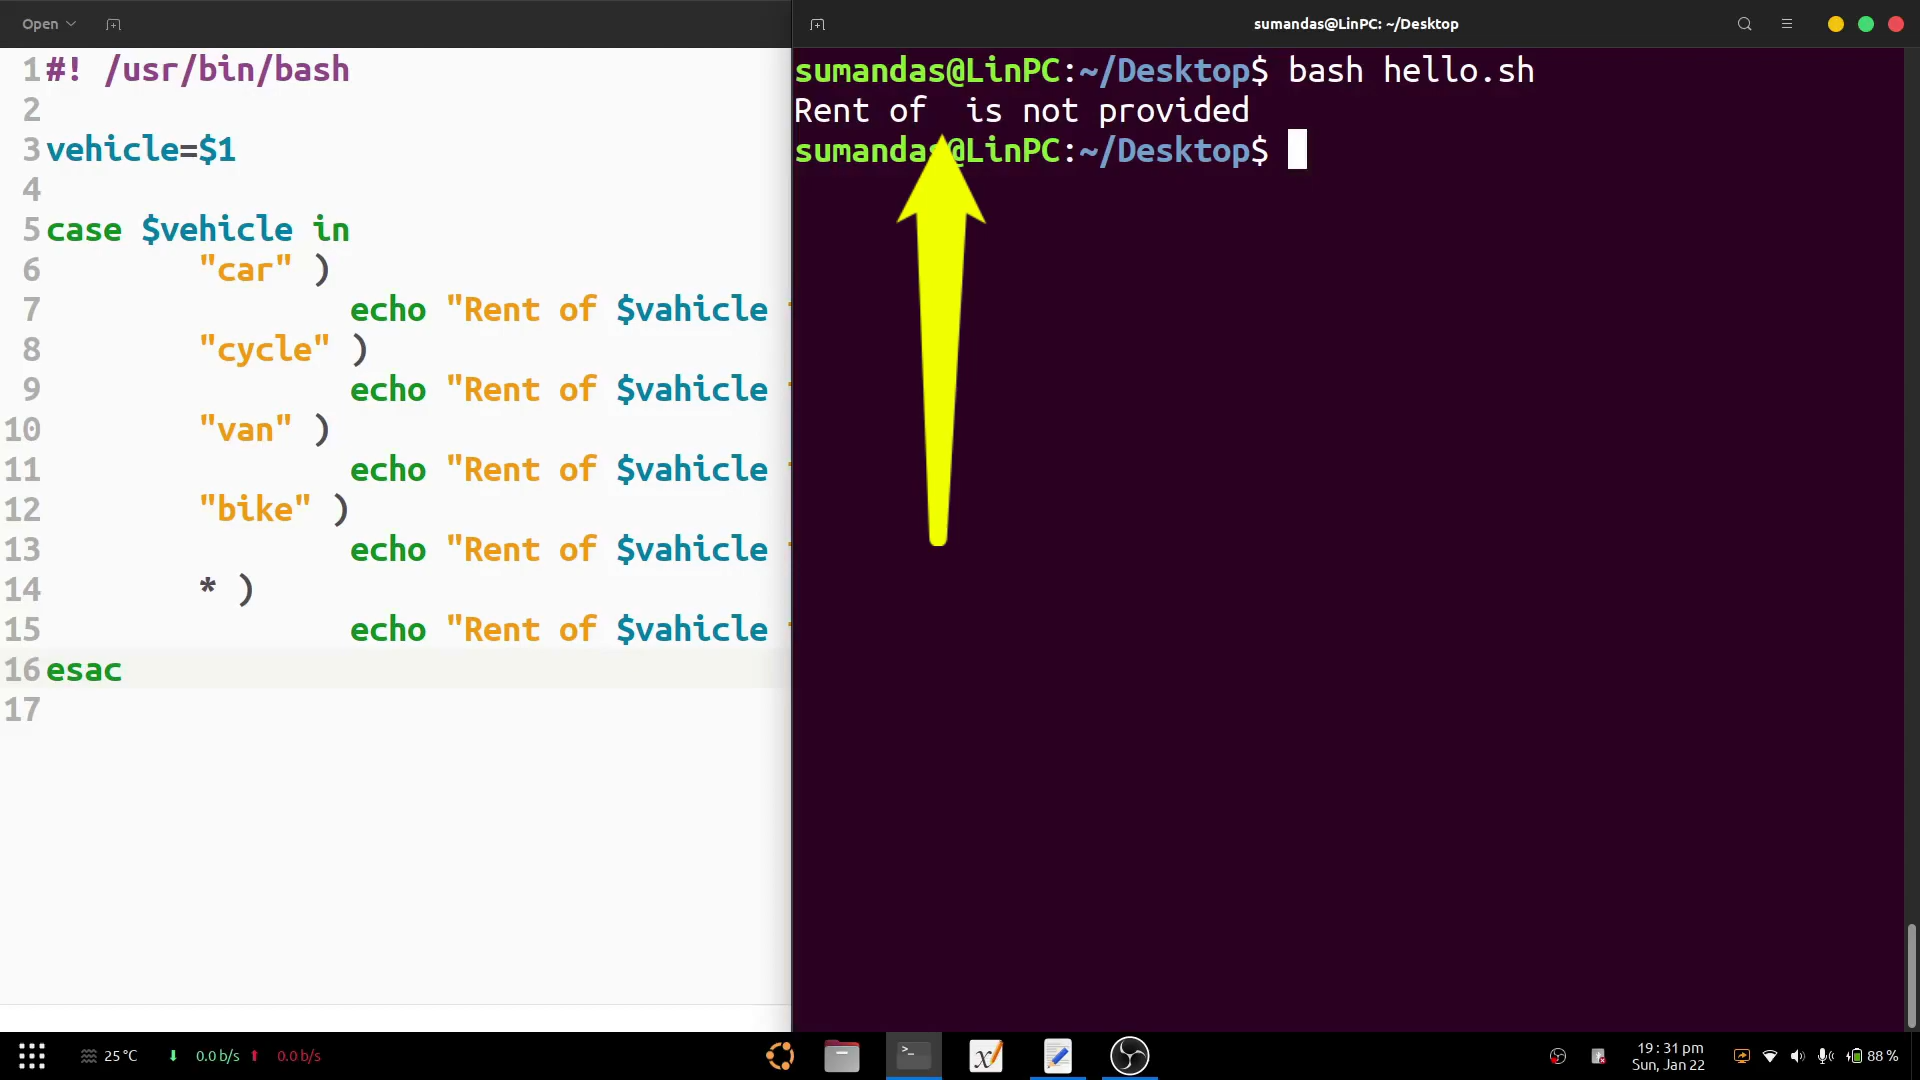 Open
sumandas@LinPC: ~/Desktop
1 #! /usr/bin/bash
2
3 vehicle=$1
4
5 case $vehicle in
6 "car" )
7 echo "Rent of $vahicle
8 "cycle" )
9 echo "Rent of $vahicle
10 "van" )
11 echo "Rent of $vahicle
12 "bike" )
13 echo "Rent of $vahicle
14 * )
15 echo "Rent of $vahicle
16 esac
17
sumandas@LinPC:~/Desktop$ bash hello.sh
Rent of  is not provided
sumandas@LinPC:~/Desktop$
25 °C
0.0 b/s
0.0 b/s
19 : 31 pm
Sun, Jan 22
88 %